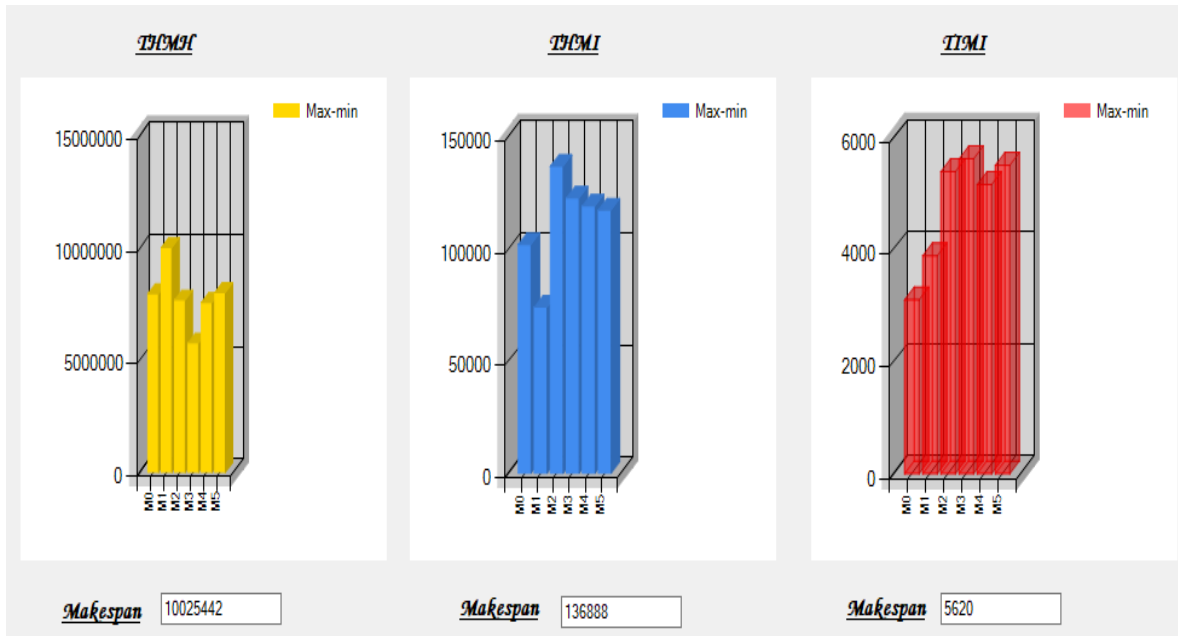 THMH
THMI
TIMI
Max-min
15000000
10000000
5000000
0
M0
M1
M2
M3
M4
M5
Max-min
150000
100000
50000
0
M0
M1
M2
M3
M4
M5
Max-min
6000
4000
2000
0
M0
M1
M2
M3
M4
M5
Makespan 10025442
Makespan 136888
Makespan 5620